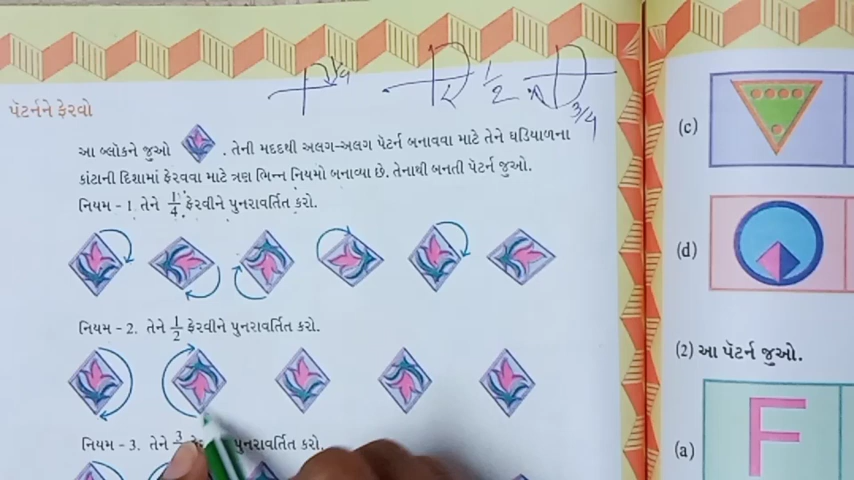 પૅટર્નને ફેરવો
આ બ્લોકને જુઓ . તેની મદદથી અલગ-અલગ પૅટર્ન બનાવવા માટે તેને ઘડિયાળના
કાંટાની દિશામાં ફેરવવા માટે ત્રણ ભિન્ન નિયમો બનાવ્યા છે. તેનાથી બનતી પૅટર્ન જુઓ.
નિયમ - 1. તેને 1/4 ફેરવીને પુનરાવર્તિત કરો.
નિયમ - 2. તેને 1/2 ફેરવીને પુનરાવર્તિત કરો.
નિયમ - 3. તેને પુનરાવર્તિત કરો.
1/4
1/2
3/4
(c)
(d)
(2) આ પૅટર્ન જુઓ.
(a)
F